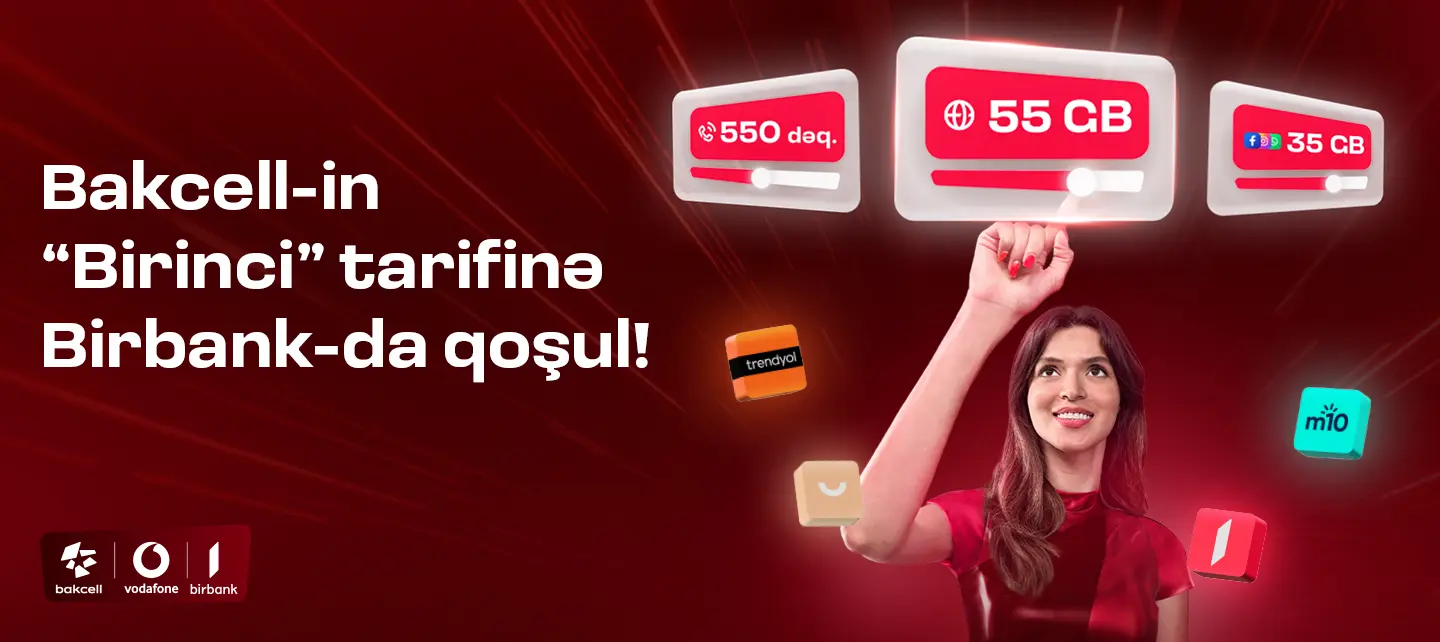 Bakcell-in
“Birinci” tarifinə
Birbank-da qoşul!
550 dəq.
55 GB
35 GB
trendyol
m10
bakcell
vodafone
birbank